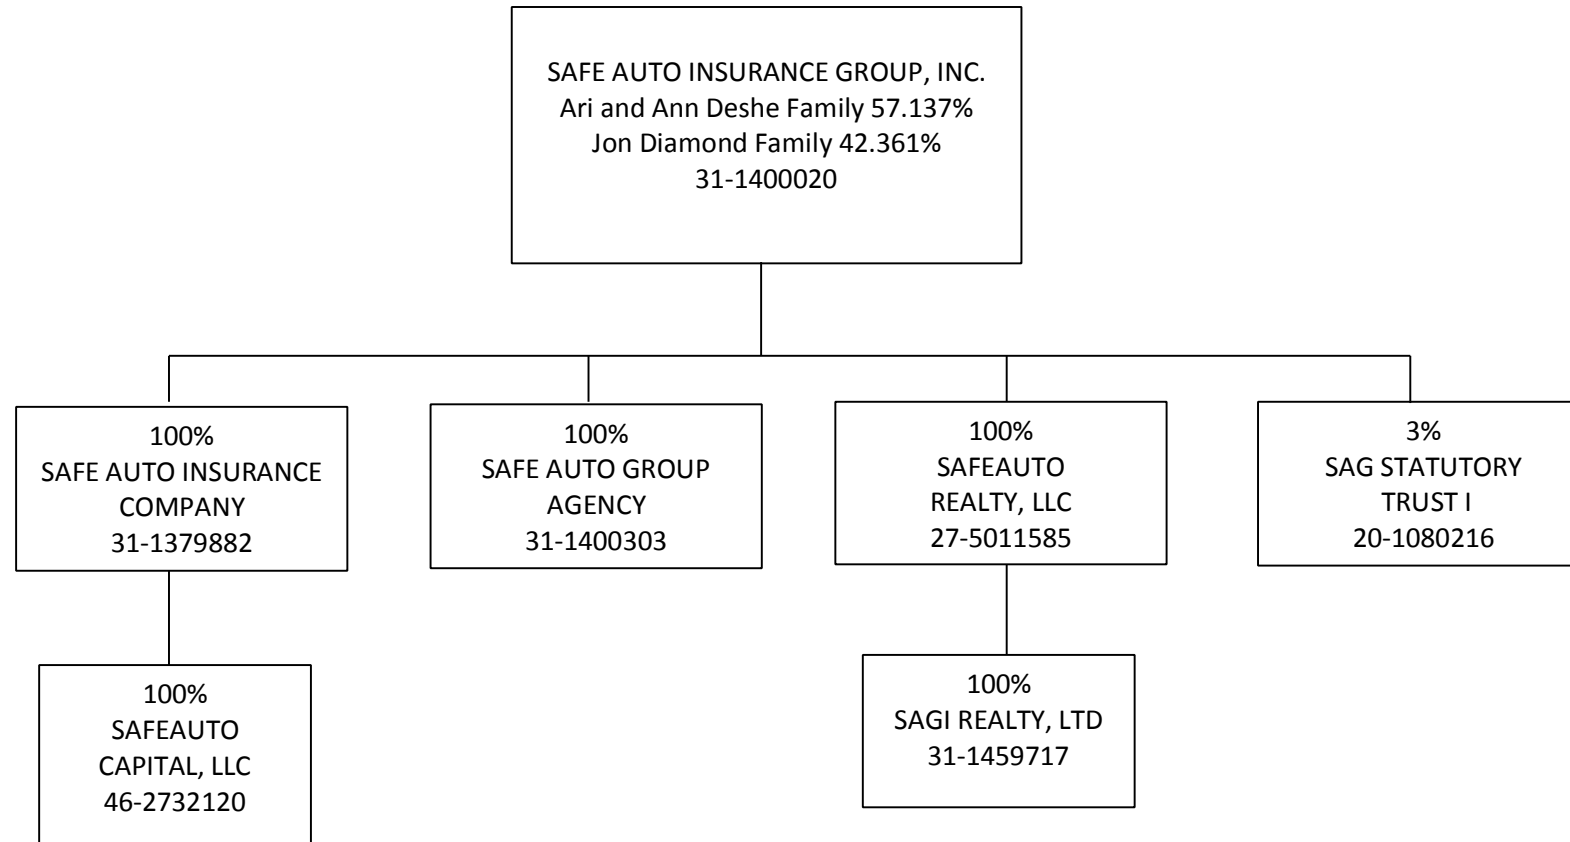 SAFE AUTO INSURANCE GROUP, INC.
Ari and Ann Deshe Family 57.137%
Jon Diamond Family 42.361%
31-1400020
100%
SAFE AUTO INSURANCE
COMPANY
31-1379882
100%
SAFE AUTO GROUP
AGENCY
31-1400303
100%
SAFEAUTO
REALTY, LLC
27-5011585
3%
SAG STATUTORY
TRUST I
20-1080216
100%
SAFEAUTO
CAPITAL, LLC
46-2732120
100%
SAGI REALTY, LTD
31-1459717